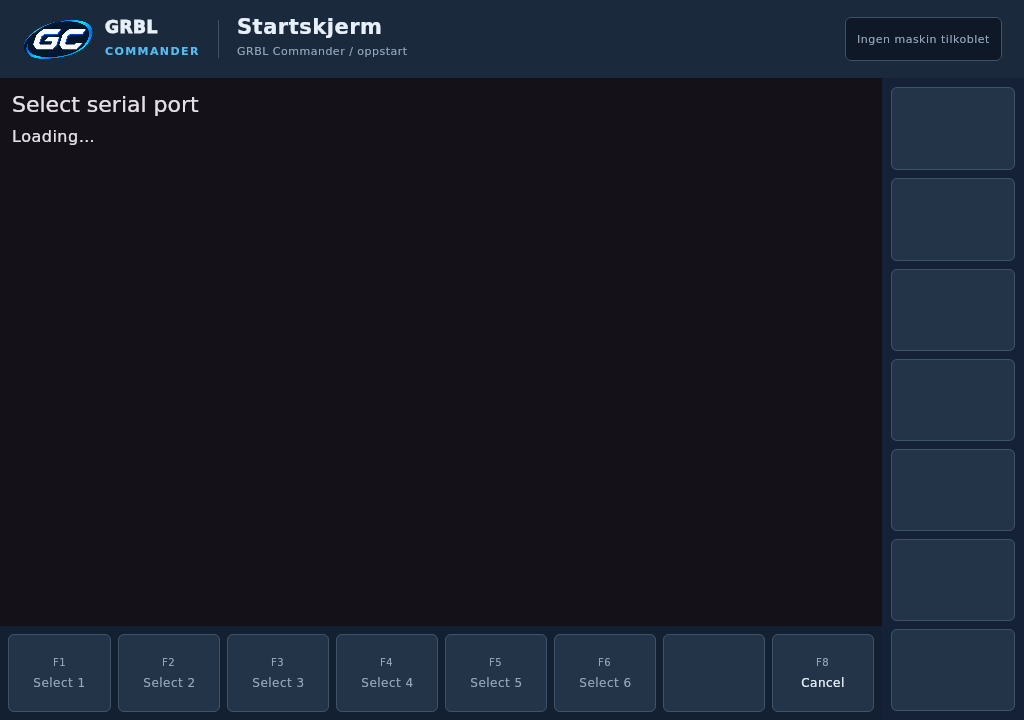 GC
GRBL
COMMANDER
Startskjerm
GRBL Commander / oppstart
Ingen maskin tilkoblet
Select serial port
Loading...
F1
Select 1
F2
Select 2
F3
Select 3
F4
Select 4
F5
Select 5
F6
Select 6
F8
Cancel